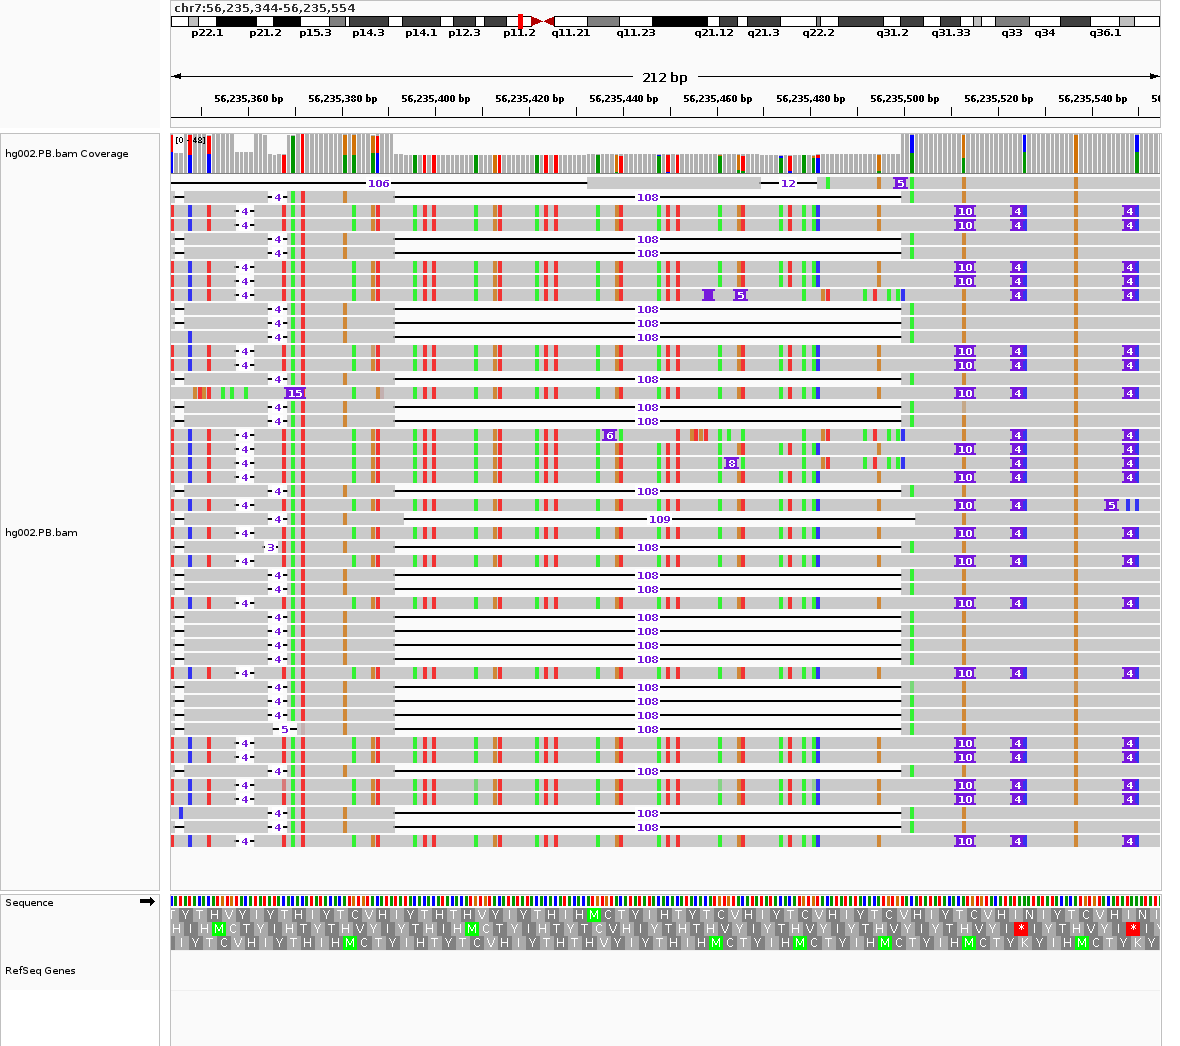 chr7:56,235,344-56,235,554
p22.1 p21.2 p15.3 p14.3 p14.1 p12.3 p11.2 q11.21 q11.23 q21.12 q21.3 q22.2 q31.2 q31.33 q33 q34 q36.1
212 bp
56,235,360 bp 56,235,380 bp 56,235,400 bp 56,235,420 bp 56,235,440 bp 56,235,460 bp 56,235,480 bp 56,235,500 bp 56,235,520 bp 56,235,540 bp 56
hg002.PB.bam Coverage [0 - 48]
106 12 5
4 108
4 10 4 4
4 10 4 4
4 108
4 108
4 10 4 4
4 10 4 4
4 5 4 4
4 108
4 108
4 108
4 10 4 4
4 10 4 4
4 108
15 10 4 4
4 108
4 108
4 6 4 4
4 10 4 4
4 8 4 4
4 10 4 4
4 108
4 10 4 5
4 109
hg002.PB.bam 4 10 4 4
3 108
4 10 4 4
4 108
4 108
4 10 4 4
4 108
4 108
4 108
4 108
4 10 4 4
4 108
4 108
4 108
5 108
4 10 4 4
4 10 4 4
4 108
4 10 4 4
4 10 4 4
4 108
4 108
4 10 4 4
Sequence
Y T H V Y I Y T H I Y T C V H I Y T H T H V Y I Y T H I H M C T Y I H T Y T C V H I Y T C V H I Y T C V H I Y T C V H I N I Y T C V H I N I
H I H M C T Y I H T Y T H V Y I Y T H I H M C T Y I H T Y T C V H I Y T H T H V Y I Y T H V Y I Y T H V Y I Y T H V Y I * I Y T H V Y I * I Y
I Y T C V H I Y T H I H M C T Y I H T Y T C V H I Y T H T H V Y I Y T H I H M C T Y I H M C T Y I H M C T Y I H M C T Y K Y I H M C T Y K Y
RefSeq Genes